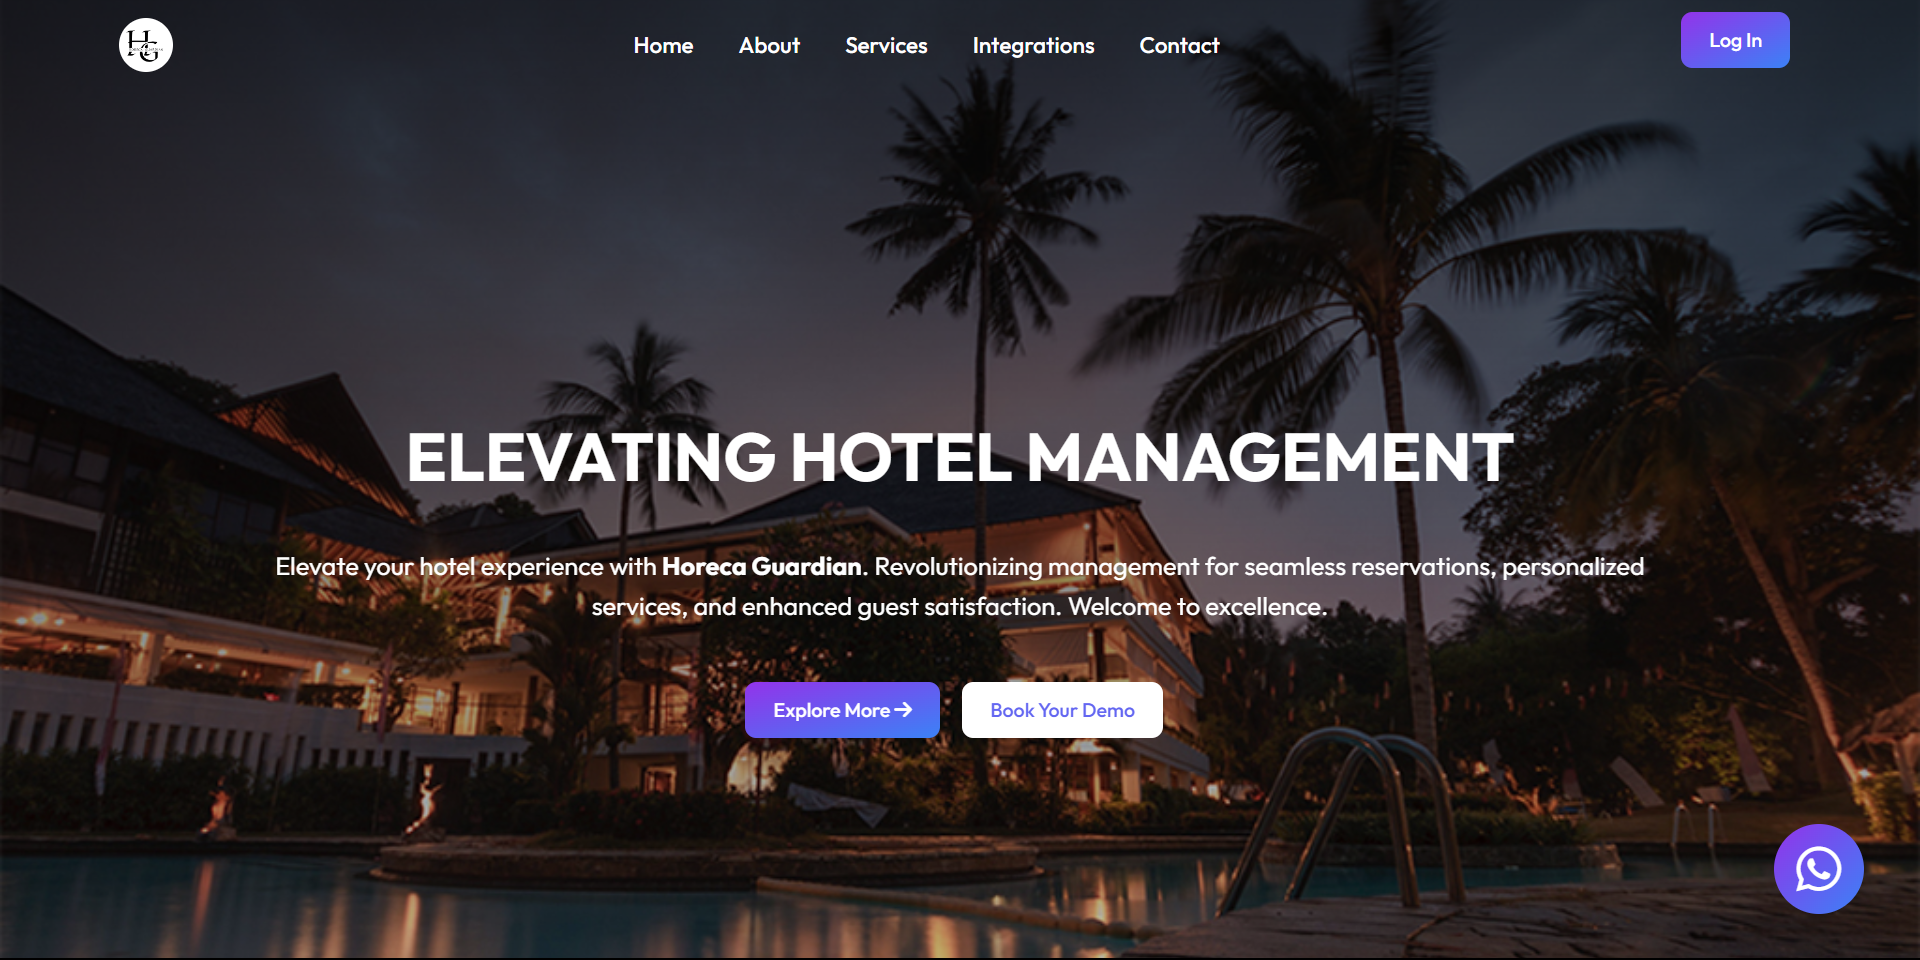 HG
Home
About
Services
Integrations
Contact
Log In
ELEVATING HOTEL MANAGEMENT
Elevate your hotel experience with Horeca Guardian. Revolutionizing management for seamless reservations, personalized
services, and enhanced guest satisfaction. Welcome to excellence.
Explore More
Book Your Demo